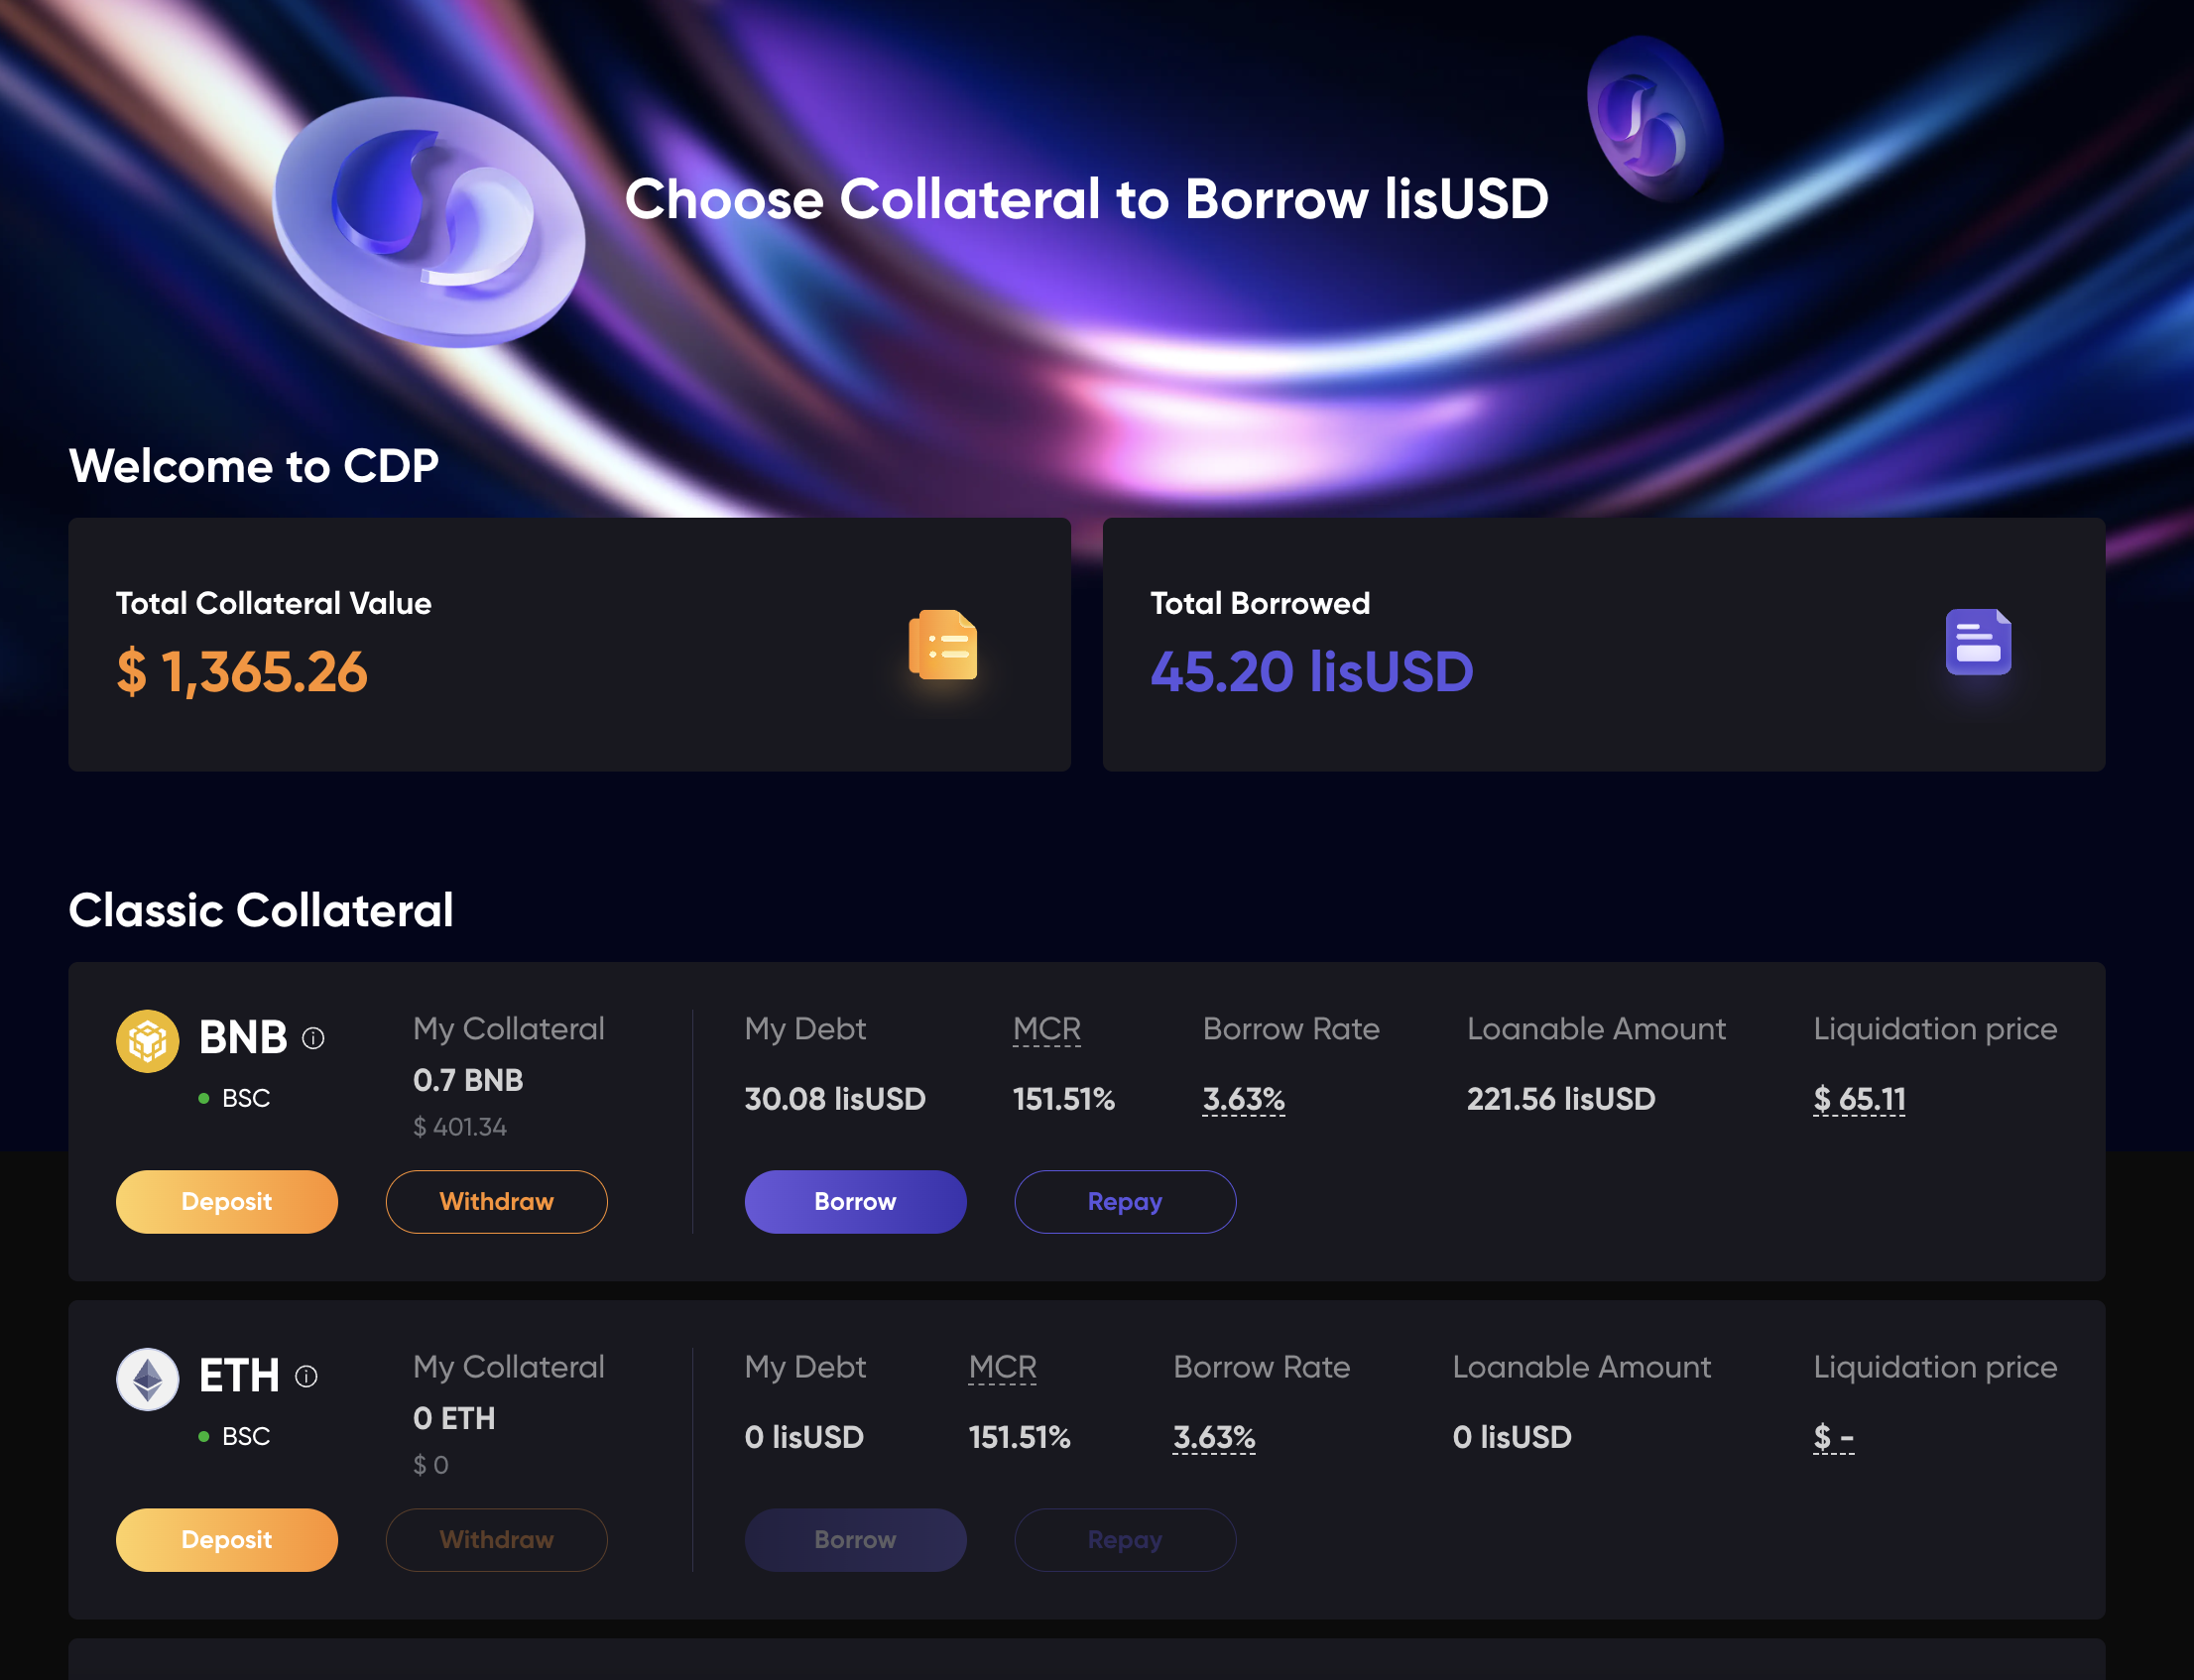 Choose Collateral to Borrow lisUSD
Welcome to CDP
Total Collateral Value
$ 1,365.26
Total Borrowed
45.20 lisUSD
Classic Collateral
BNB
BSC
My Collateral
0.7 BNB
$ 401.34
My Debt
30.08 lisUSD
MCR
151.51%
Borrow Rate
3.63%
Loanable Amount
221.56 lisUSD
Liquidation price
$ 65.11
Deposit
Withdraw
Borrow
Repay
ETH
BSC
My Collateral
0 ETH
$ 0
My Debt
0 lisUSD
MCR
151.51%
Borrow Rate
3.63%
Loanable Amount
0 lisUSD
Liquidation price
$ -
Deposit
Withdraw
Borrow
Repay